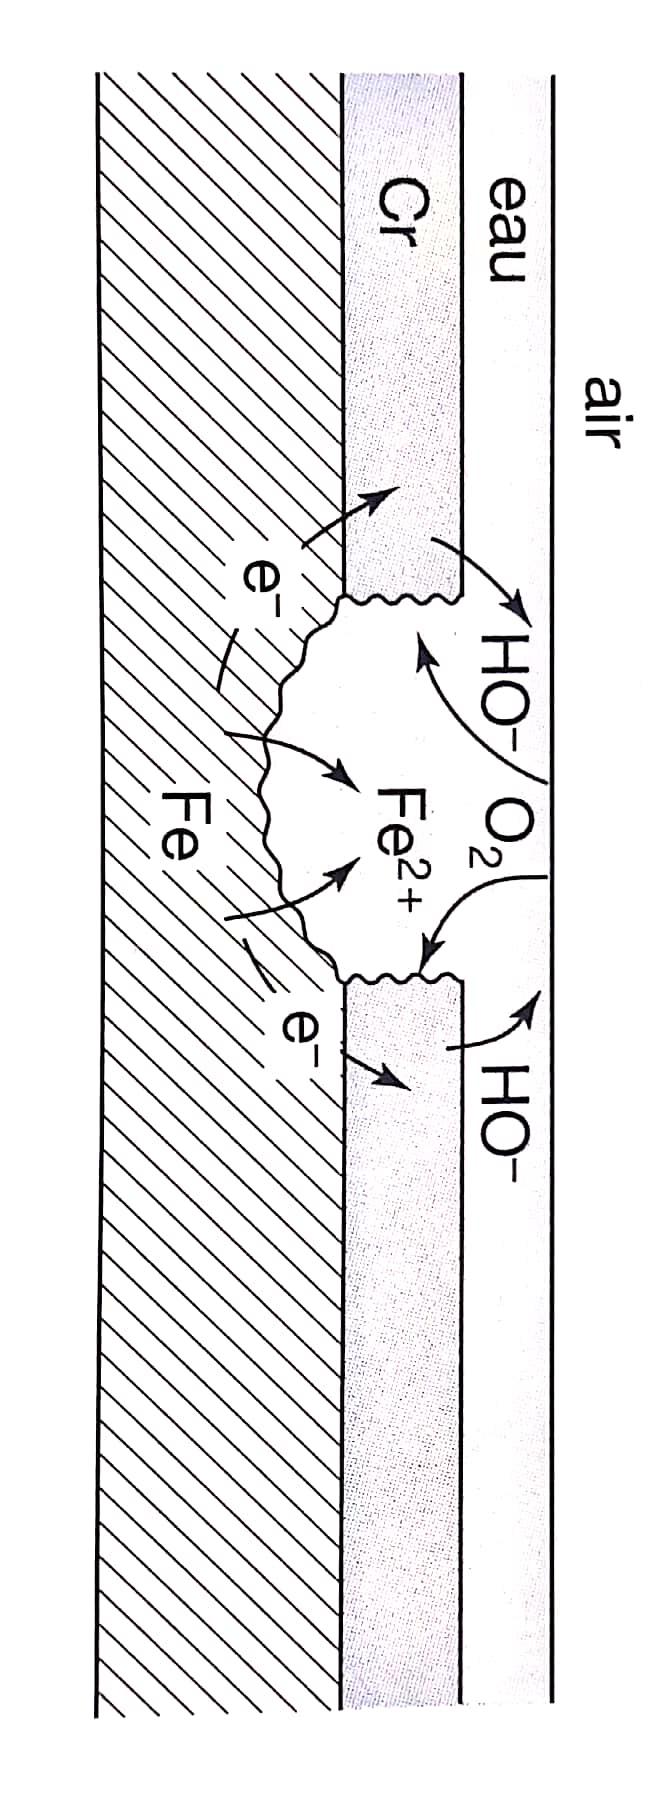 air
eau
HO⁻ O₂ HO⁻
Cr
Fe²⁺
e⁻ e⁻
Fe